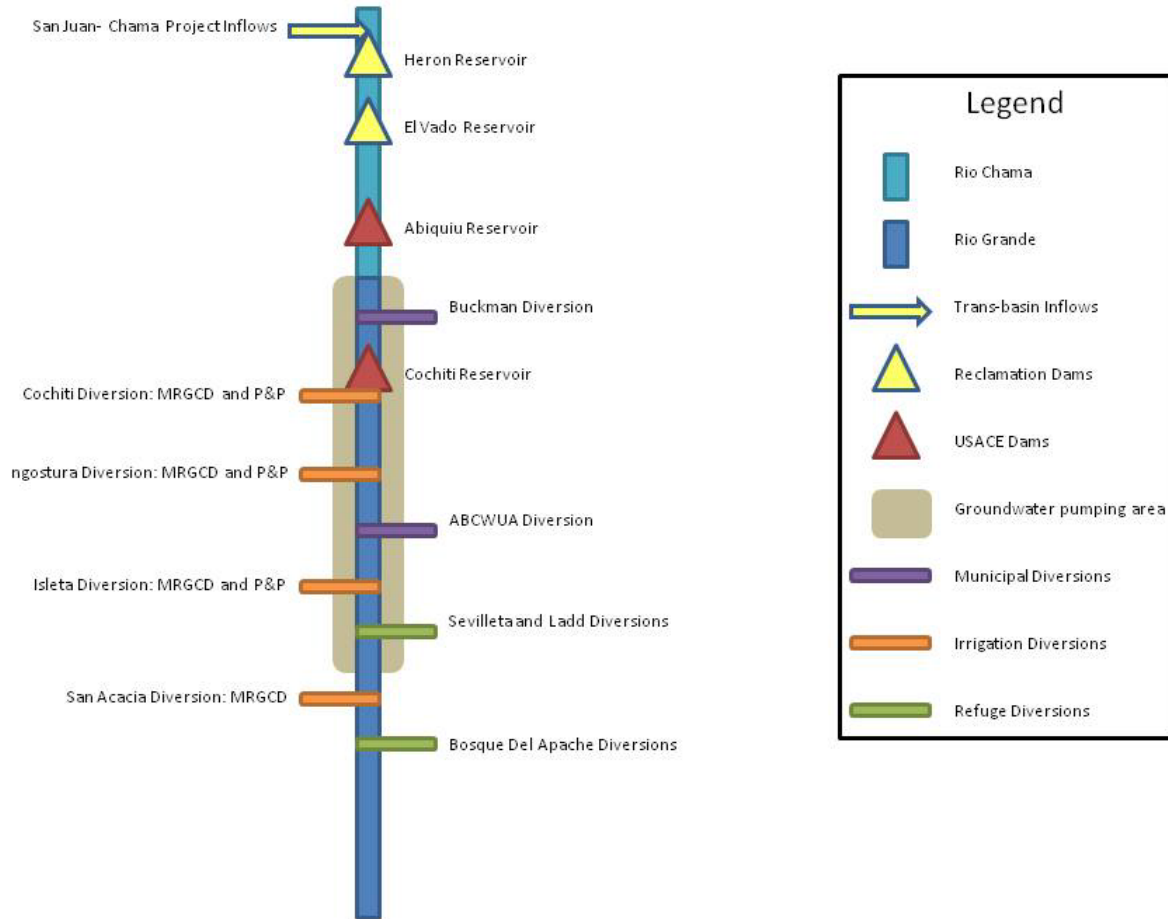 San Juan- Chama Project Inflows
Heron Reservoir
El Vado Reservoir
Abiquiu Reservoir
Buckman Diversion
Cochiti Reservoir
Cochiti Diversion: MRGCD and P&P
ngostura Diversion: MRGCD and P&P
ABCWUA Diversion
Isleta Diversion: MRGCD and P&P
Sevilleta and Ladd Diversions
San Acacia Diversion: MRGCD
Bosque Del Apache Diversions
Legend
Rio Chama
Rio Grande
Trans-basin Inflows
Reclamation Dams
USACE Dams
Groundwater pumping area
Municipal Diversions
Irrigation Diversions
Refuge Diversions